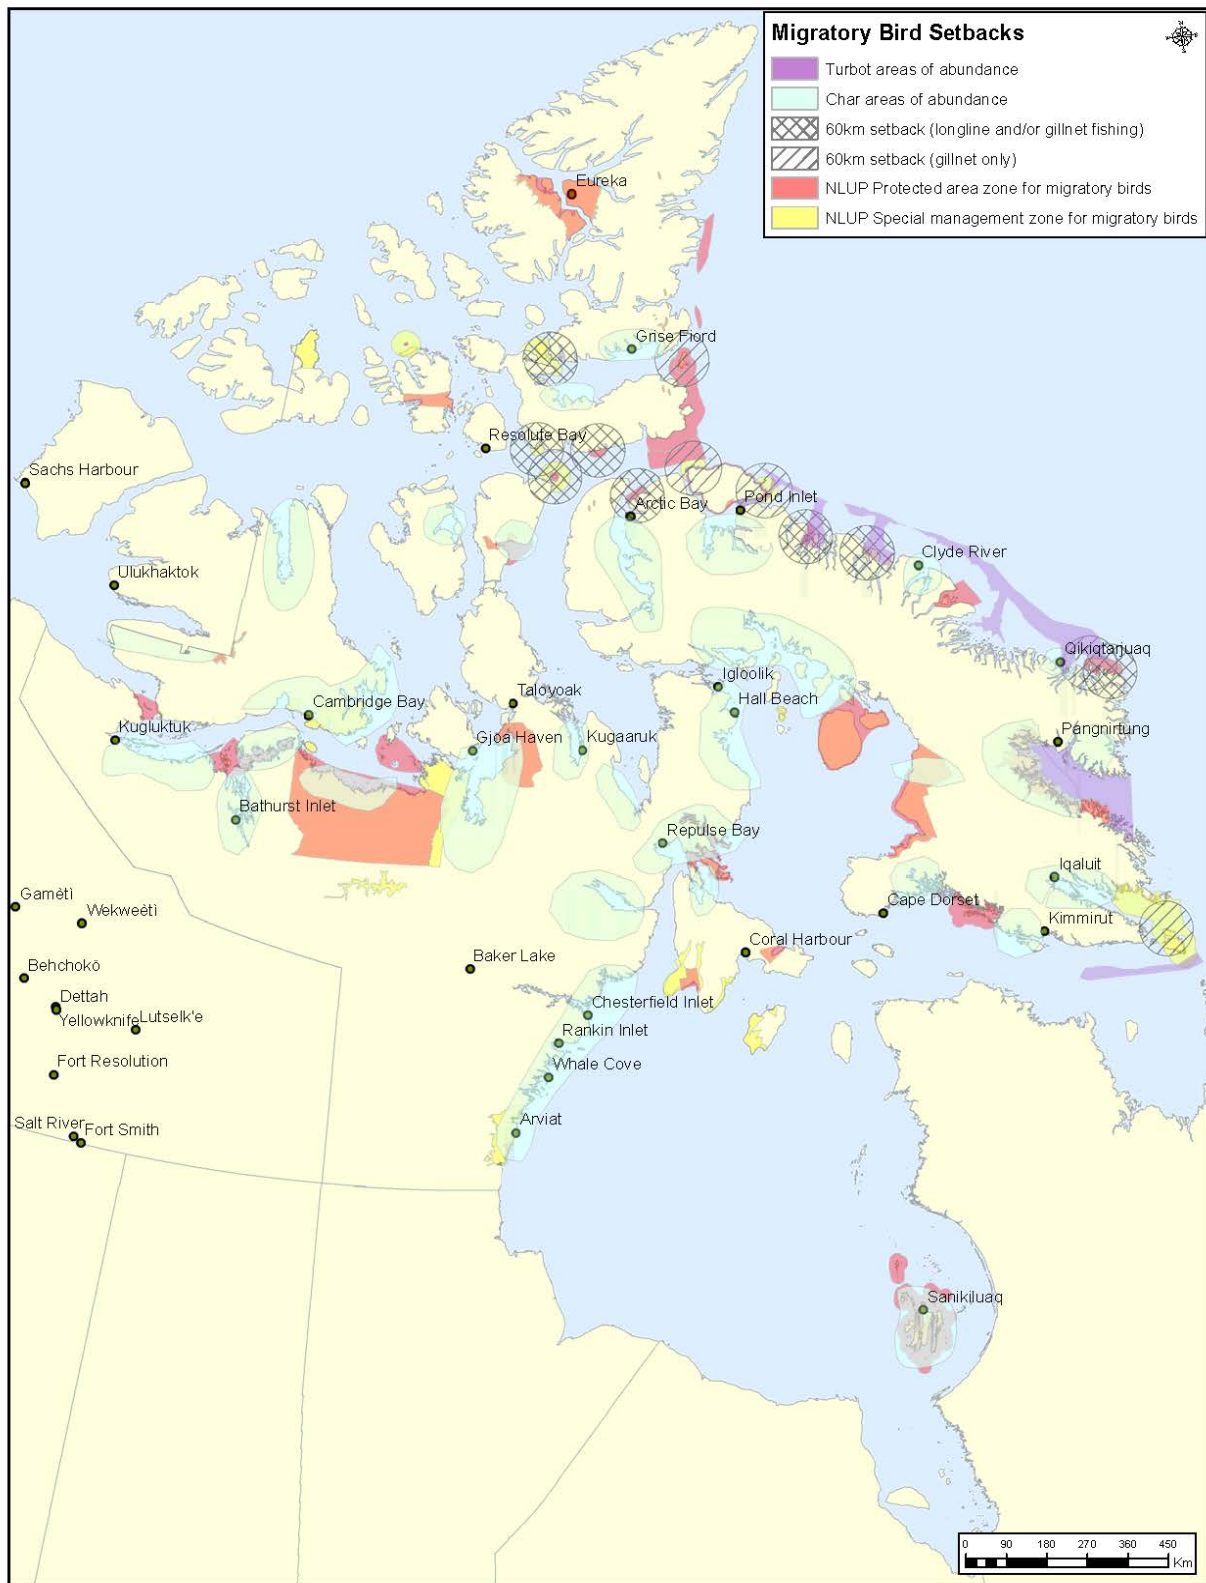 Migratory Bird Setbacks
N
W E
S
Turbot areas of abundance
Char areas of abundance
60km setback (longline and/or gillnet fishing)
60km setback (gillnet only)
NLUP Protected area zone for migratory birds
NLUP Special management zone for migratory birds
Eureka
Grise Fiord
Resolute Bay
Sachs Harbour
Arctic Bay
Pond Inlet
Clyde River
Ulukhaktok
Qikiqtarjuaq
Igloolik
Taloyoak
Cambridge Bay
Hall Beach
Kugluktuk
Gjoa Haven
Kugaaruk
Pangnirtung
Bathurst Inlet
Repulse Bay
Iqaluit
Gamètì
Wekweètì
Cape Dorset
Kimmirut
Coral Harbour
Baker Lake
Behchokò
Dettah
Chesterfield Inlet
Yellowknife
Lutselk'e
Rankin Inlet
Fort Resolution
Whale Cove
Salt River
Fort Smith
Arviat
Sanikiluaq
0 90 180 270 360 450
Km